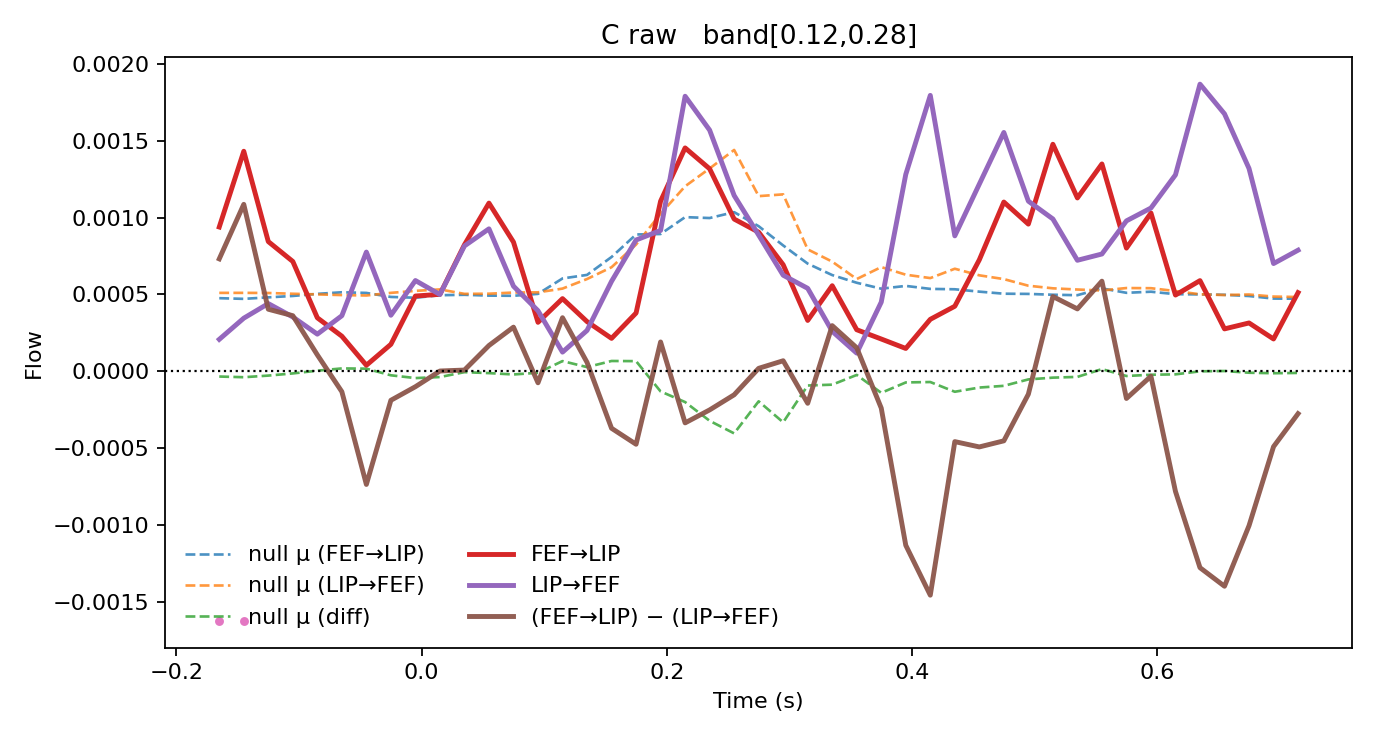 C raw   band[0.12,0.28]
0.0020
0.0015
0.0010
0.0005
0.0000
−0.0005
−0.0010
−0.0015
Flow
null μ (FEF→LIP)
null μ (LIP→FEF)
null μ (diff)
FEF→LIP
LIP→FEF
(FEF→LIP) − (LIP→FEF)
−0.2 0.0 0.2 0.4 0.6
Time (s)